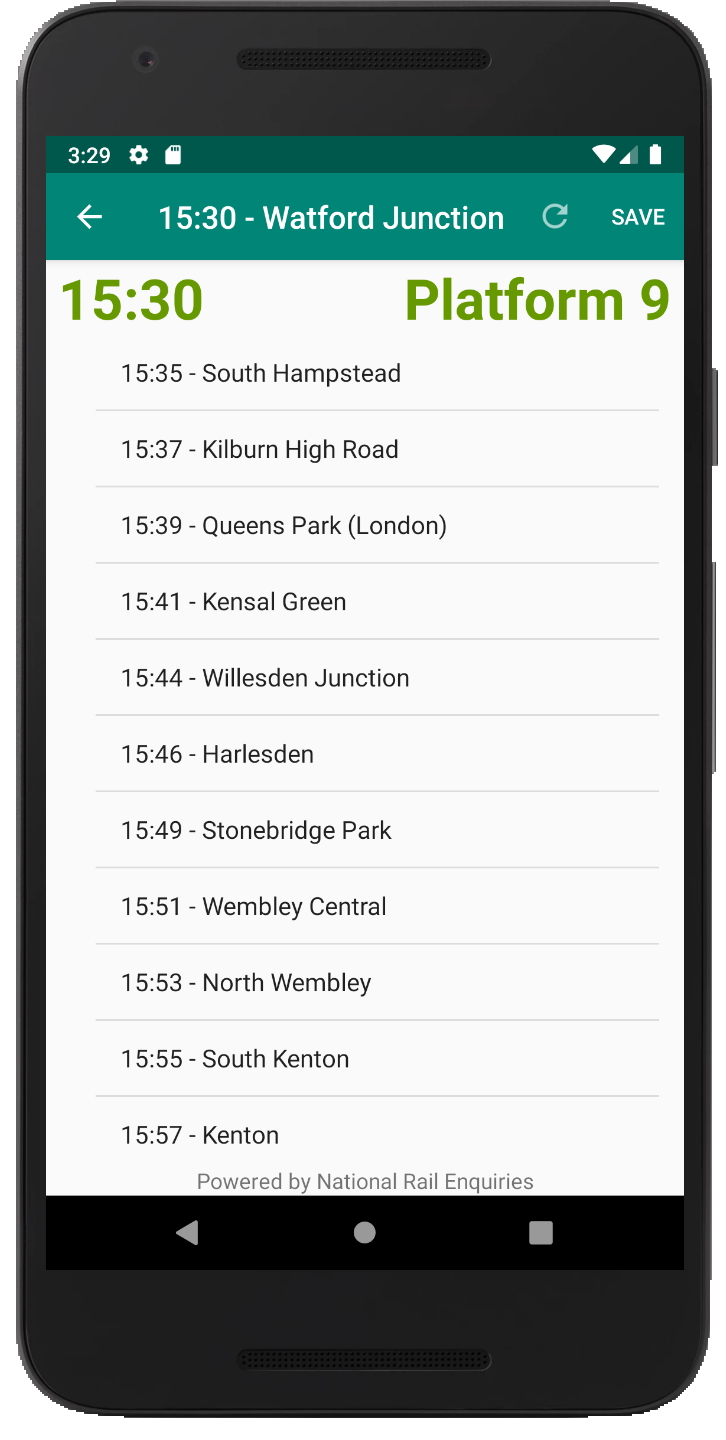 3:29
15:30 - Watford Junction SAVE
15:30 Platform 9
15:35 - South Hampstead
15:37 - Kilburn High Road
15:39 - Queens Park (London)
15:41 - Kensal Green
15:44 - Willesden Junction
15:46 - Harlesden
15:49 - Stonebridge Park
15:51 - Wembley Central
15:53 - North Wembley
15:55 - South Kenton
15:57 - Kenton
Powered by National Rail Enquiries